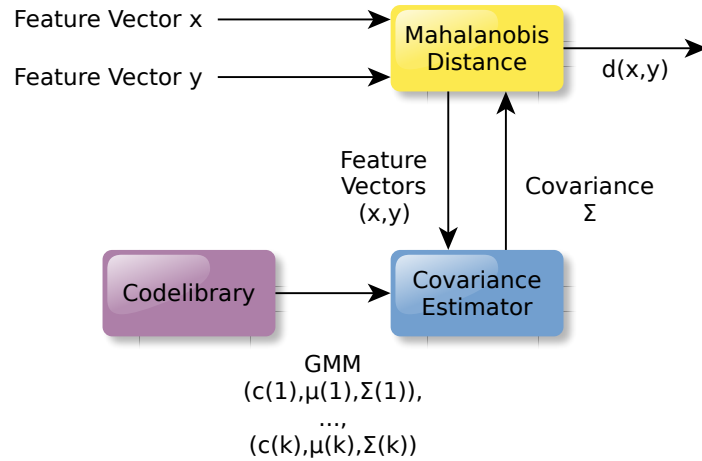 Feature Vector x
Feature Vector y
Mahalanobis
Distance
d(x,y)
Feature
Vectors
(x,y)
Covariance
Σ
Codelibrary
Covariance
Estimator
GMM
(c(1),μ(1),Σ(1)),
...,
(c(k),μ(k),Σ(k))